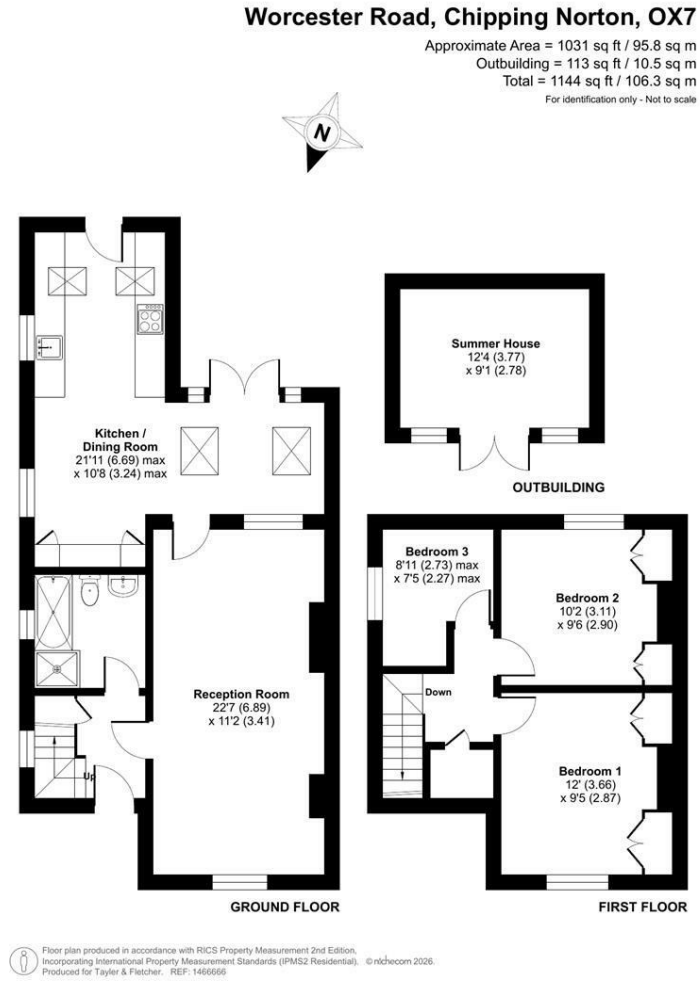 Worcester Road, Chipping Norton, OX7
Approximate Area = 1031 sq ft / 95.8 sq m
Outbuilding = 113 sq ft / 10.5 sq m
Total = 1144 sq ft / 106.3 sq m
For identification only - Not to scale
N
Summer House
12'4 (3.77)
x 9'1 (2.78)
OUTBUILDING
Kitchen /
Dining Room
21'11 (6.69) max
x 10'8 (3.24) max
Bedroom 3
8'11 (2.73) max
x 7'5 (2.27) max
Bedroom 2
10'2 (3.11)
x 9'6 (2.90)
Reception Room
22'7 (6.89)
x 11'2 (3.41)
Down
Up
Bedroom 1
12' (3.66)
x 9'5 (2.87)
GROUND FLOOR
FIRST FLOOR
Floor plan produced in accordance with RICS Property Measurement 2nd Edition,
Incorporating International Property Measurement Standards (IPMS2 Residential). © nichecom 2026.
Produced for Tayler & Fletcher. REF: 1466666